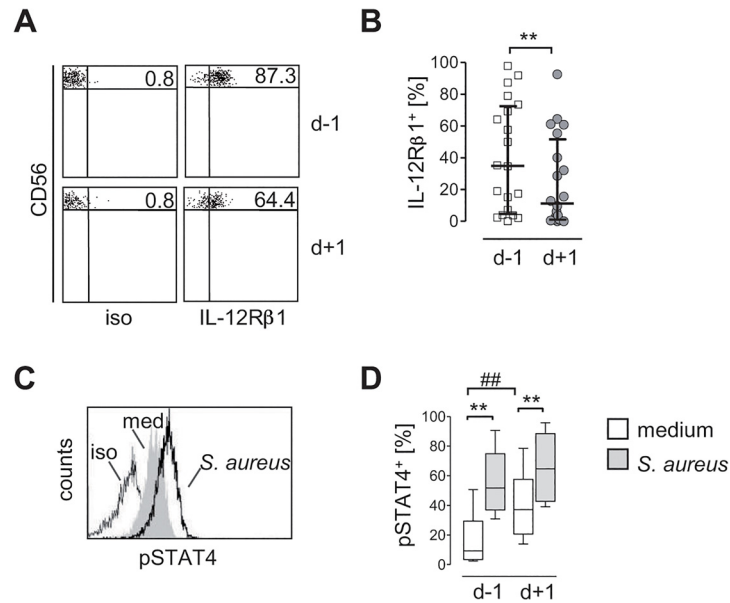 A
0.8
87.3
d-1
CD56
0.8
64.4
d+1
iso
IL-12Rβ1
B
**
100
80
60
40
20
0
IL-12Rβ1+ [%]
d-1
d+1
C
med
iso
S. aureus
counts
pSTAT4
D
##
**
**
100
80
60
40
20
0
pSTAT4+ [%]
d-1
d+1
medium
S. aureus